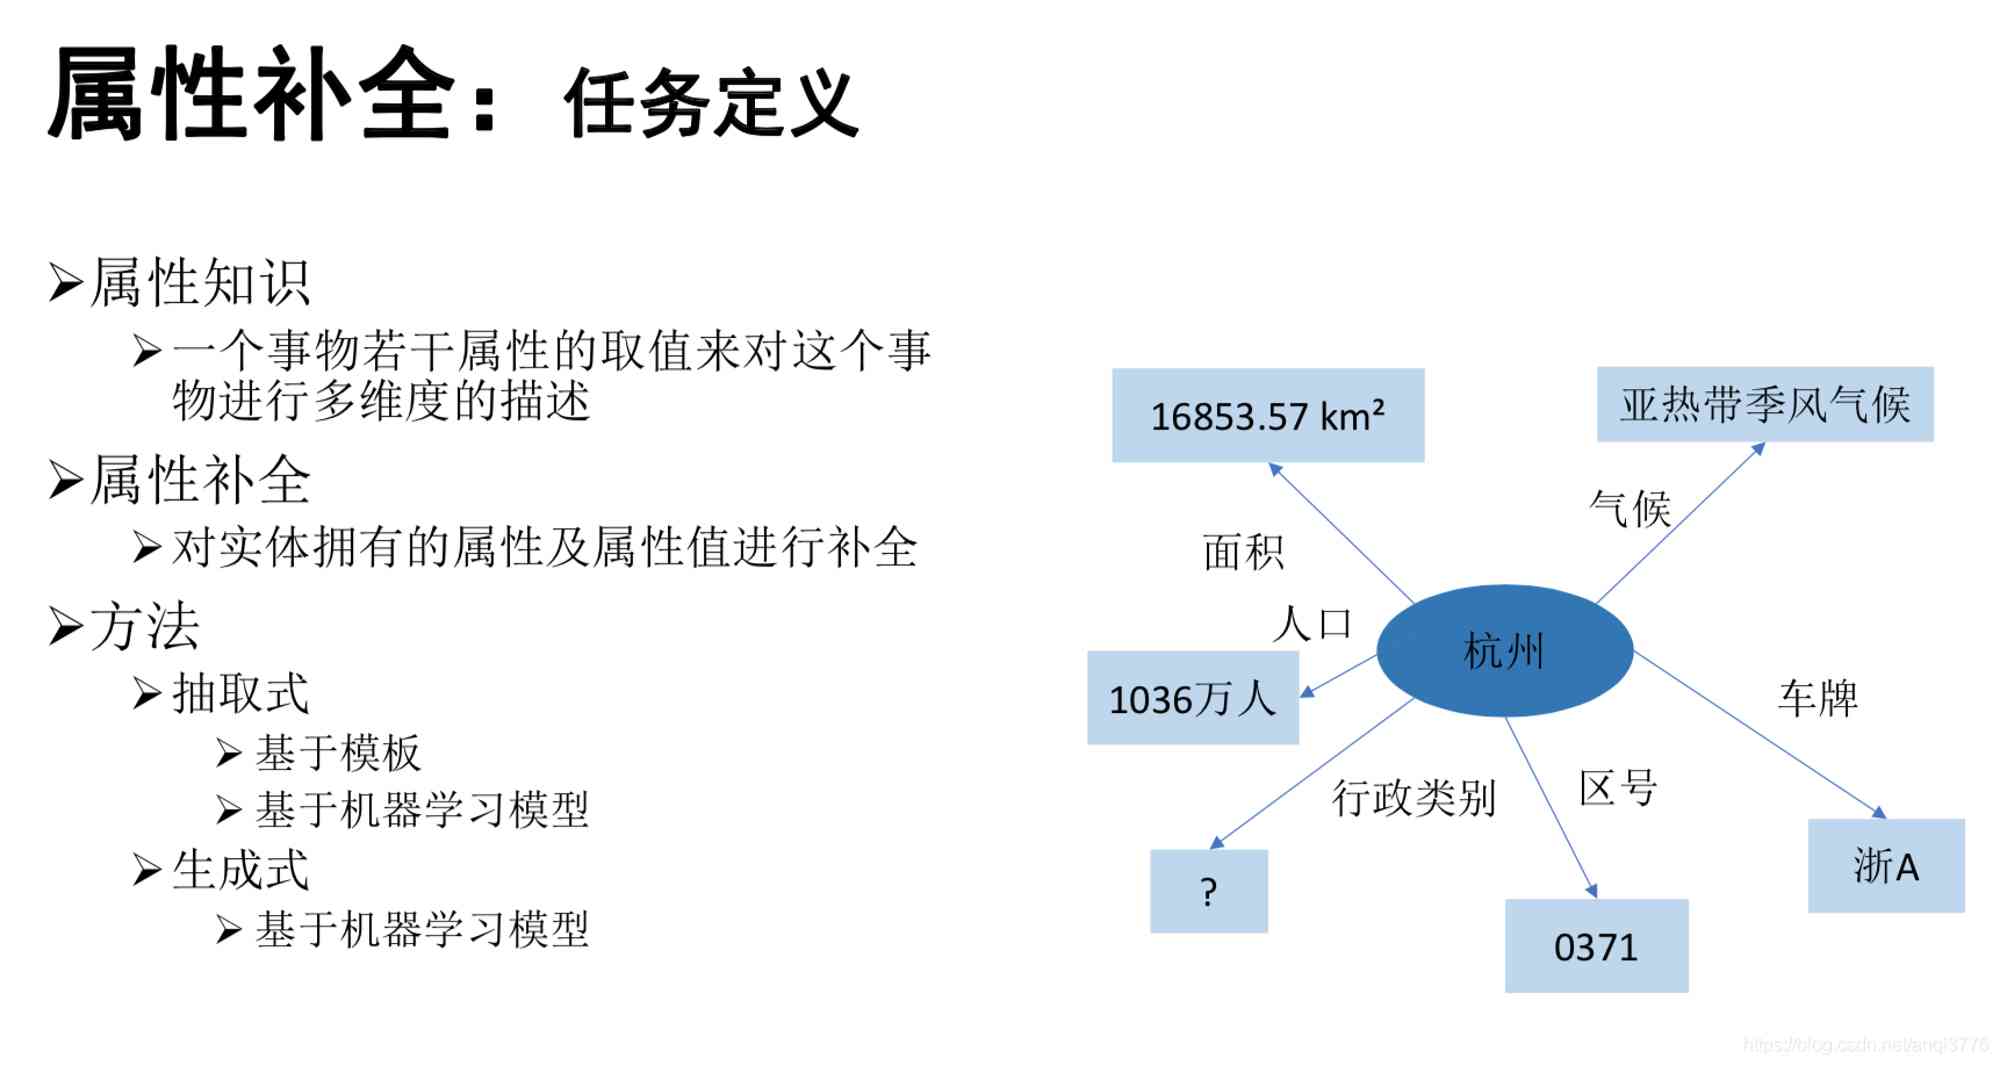 属性补全：任务定义
➢属性知识
➢一个事物若干属性的取值来对这个事
物进行多维度的描述
➢属性补全
➢对实体拥有的属性及属性值进行补全
➢方法
➢抽取式
➢基于模板
➢基于机器学习模型
➢生成式
➢基于机器学习模型
16853.57 km²
亚热带季风气候
气候
面积
人口
杭州
1036万人
车牌
行政类别
区号
?
浙A
0371
https://blog.csdn.net/anqi3776